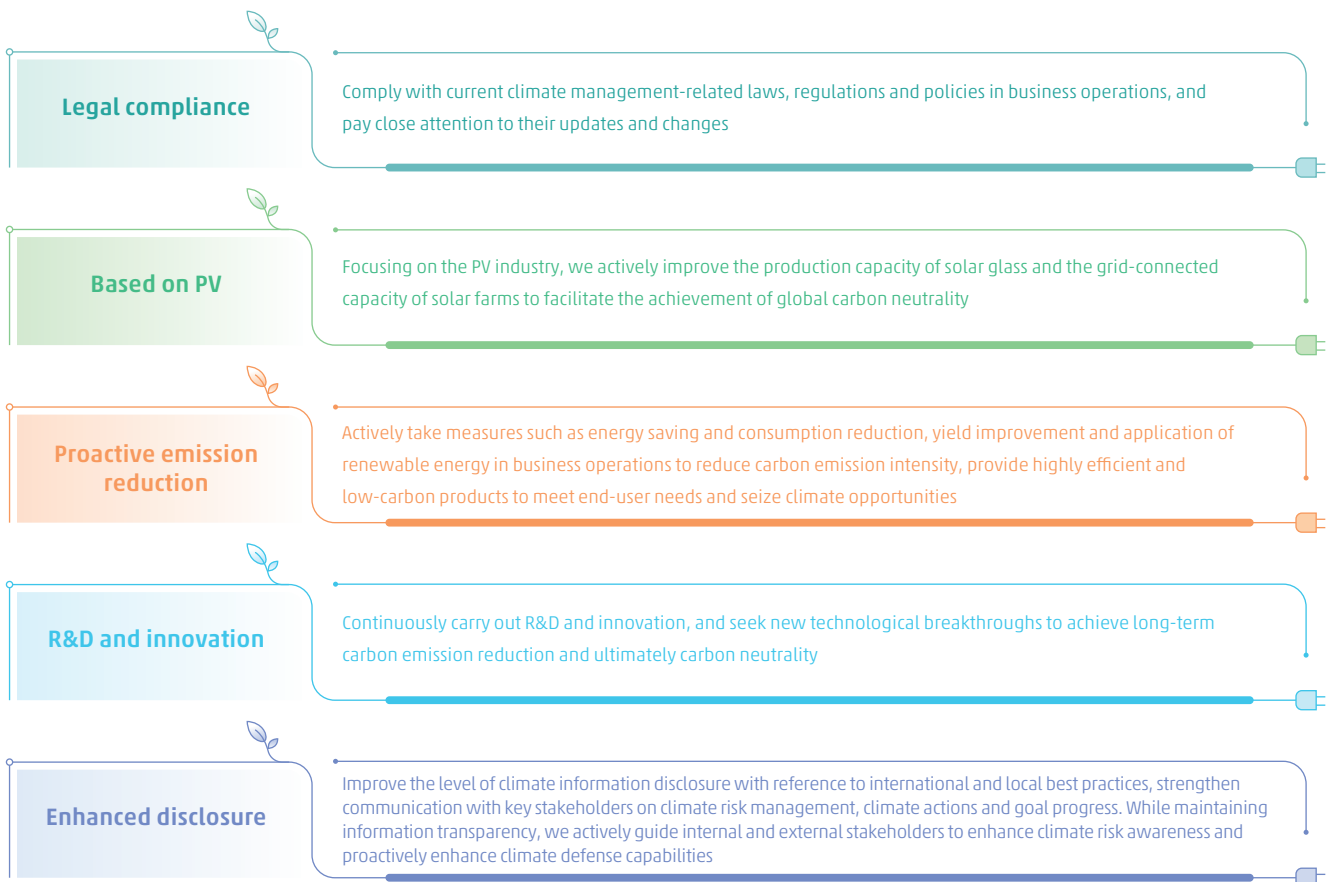 Legal compliance
Comply with current climate management-related laws, regulations and policies in business operations, and
pay close attention to their updates and changes
Based on PV
Focusing on the PV industry, we actively improve the production capacity of solar glass and the grid-connected
capacity of solar farms to facilitate the achievement of global carbon neutrality
Proactive emission
reduction
Actively take measures such as energy saving and consumption reduction, yield improvement and application of
renewable energy in business operations to reduce carbon emission intensity, provide highly efficient and
low-carbon products to meet end-user needs and seize climate opportunities
R&D and innovation
Continuously carry out R&D and innovation, and seek new technological breakthroughs to achieve long-term
carbon emission reduction and ultimately carbon neutrality
Enhanced disclosure
Improve the level of climate information disclosure with reference to international and local best practices, strengthen
communication with key stakeholders on climate risk management, climate actions and goal progress. While maintaining
information transparency, we actively guide internal and external stakeholders to enhance climate risk awareness and
proactively enhance climate defense capabilities